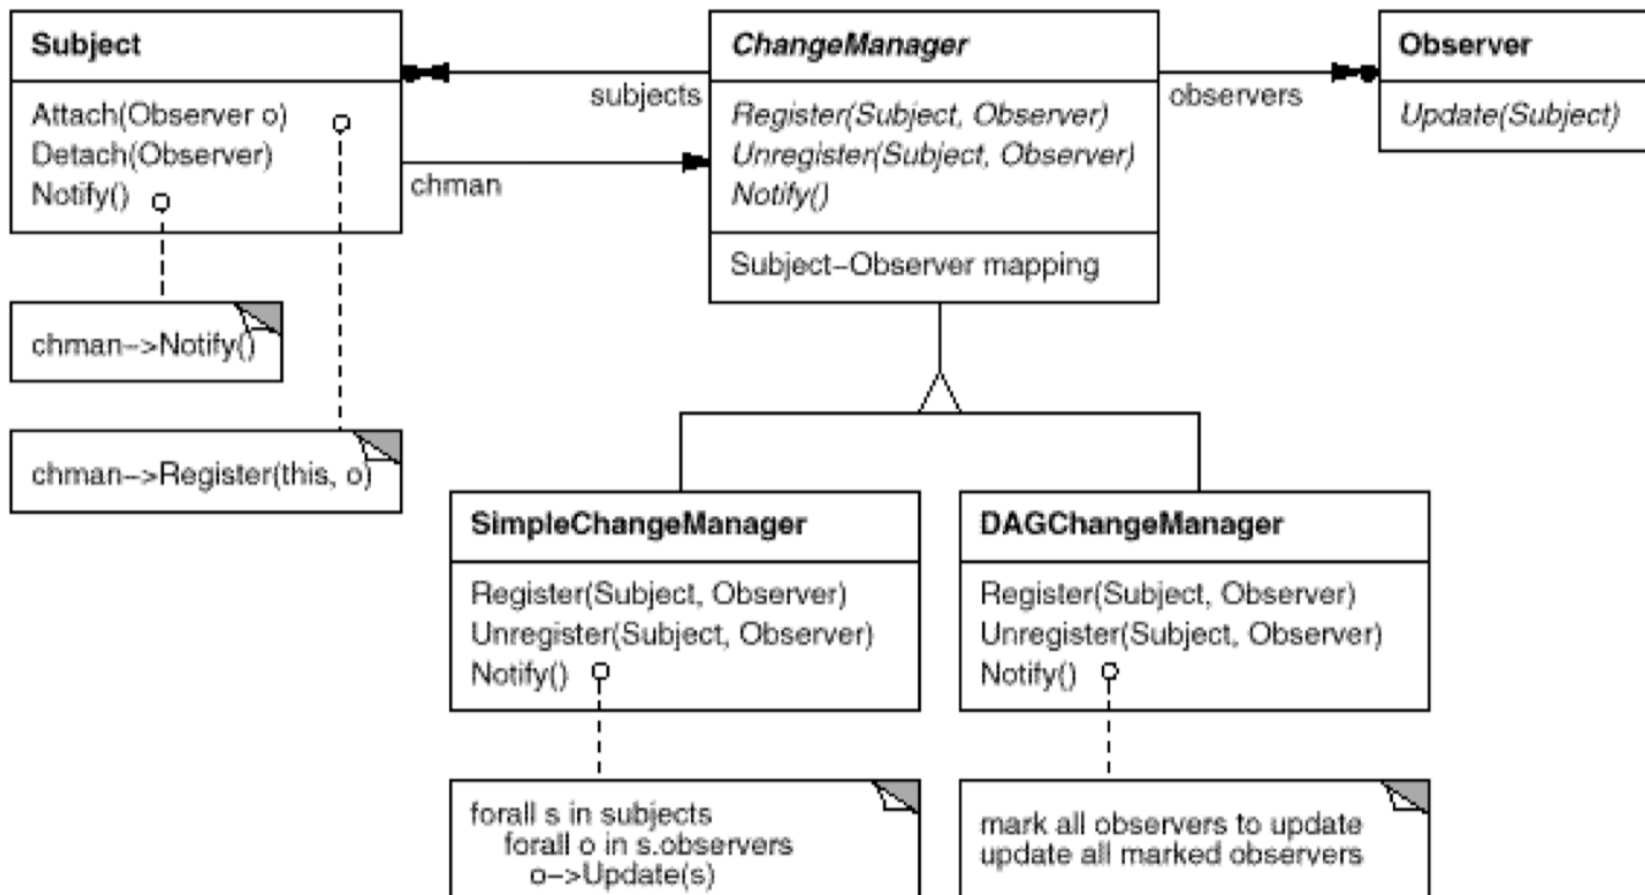 Subject
Attach(Observer o)
Detach(Observer)
Notify()
chman->Notify()
chman->Register(this, o)
subjects
chman
ChangeManager
Register(Subject, Observer)
Unregister(Subject, Observer)
Notify()
Subject-Observer mapping
observers
Observer
Update(Subject)
SimpleChangeManager
Register(Subject, Observer)
Unregister(Subject, Observer)
Notify()
forall s in subjects
forall o in s.observers
o->Update(s)
DAGChangeManager
Register(Subject, Observer)
Unregister(Subject, Observer)
Notify()
mark all observers to update
update all marked observers